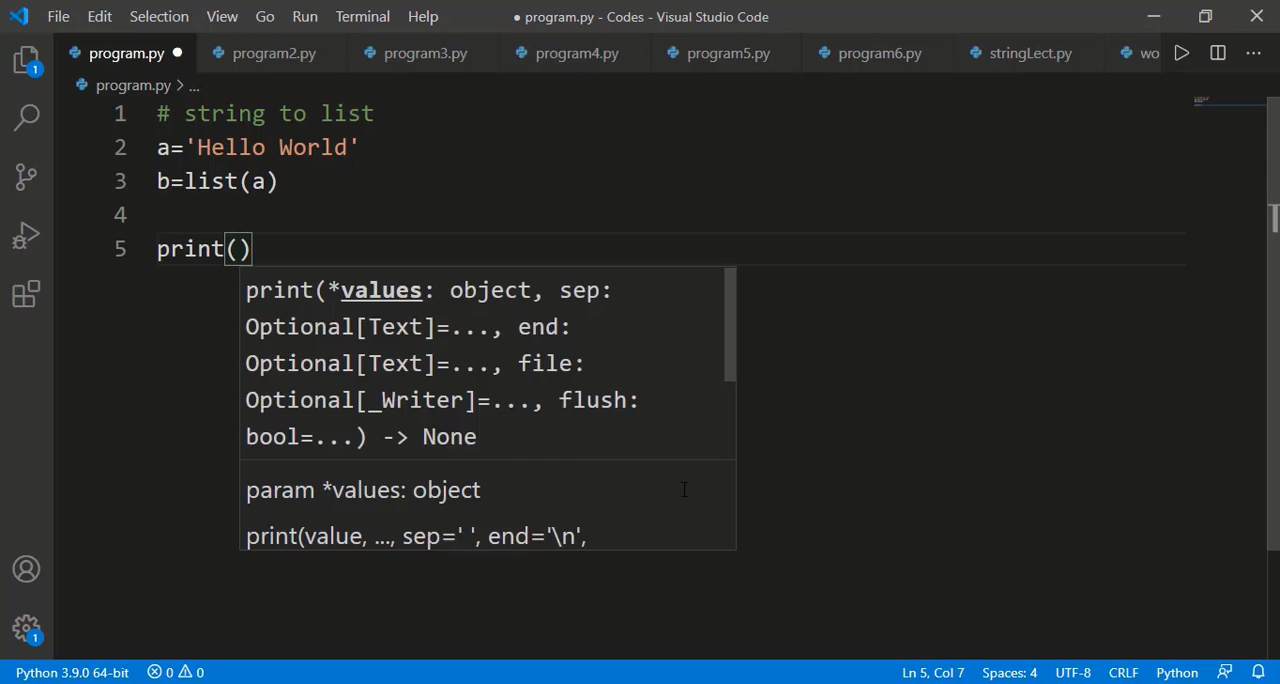 File Edit Selection View Go Run Terminal Help ● program.py - Codes - Visual Studio Code
program.py ● program2.py program3.py program4.py program5.py program6.py stringLect.py wo
1
program.py > ...
1 # string to list
2 a='Hello World'
3 b=list(a)
4
5 print()
print(*values: object, sep:
Optional[Text]=..., end:
Optional[Text]=..., file:
Optional[_Writer]=..., flush:
bool=...) -> None
param *values: object
print(value, ..., sep=' ', end='\n',
1
Python 3.9.0 64-bit 0 0 Ln 5, Col 7 Spaces: 4 UTF-8 CRLF Python